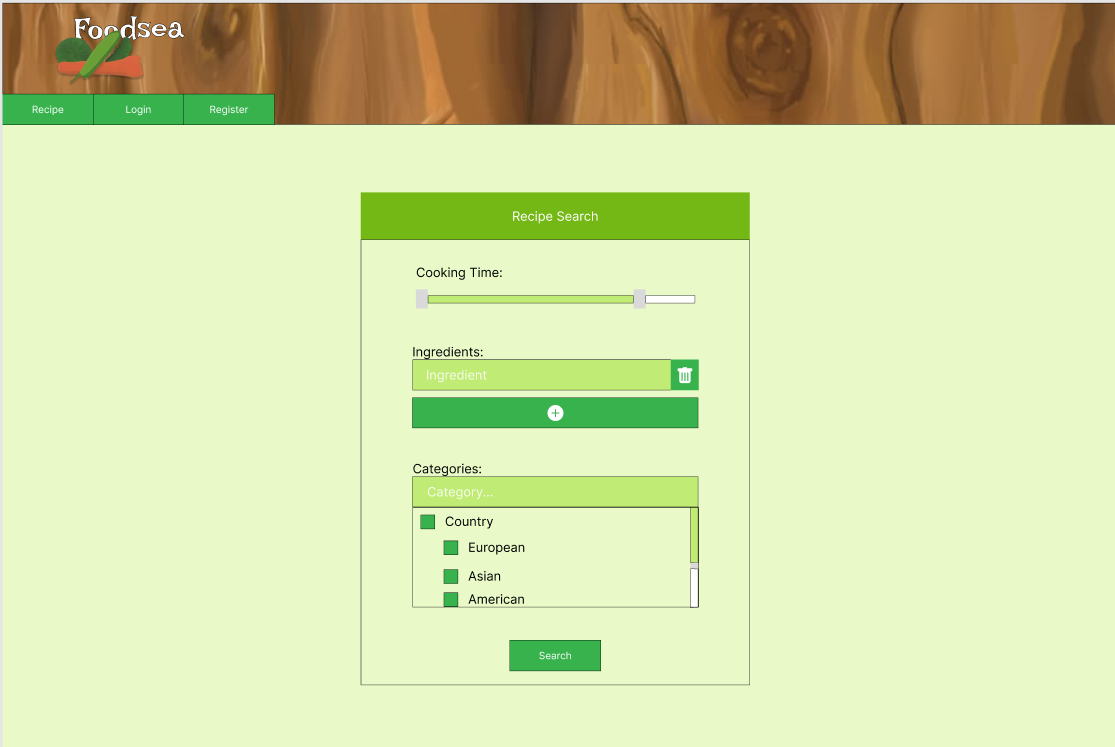 Foodsea
Recipe
Login
Register
Recipe Search
Cooking Time:
Ingredients:
Ingredient
Categories:
Category...
Country
European
Asian
American
Search